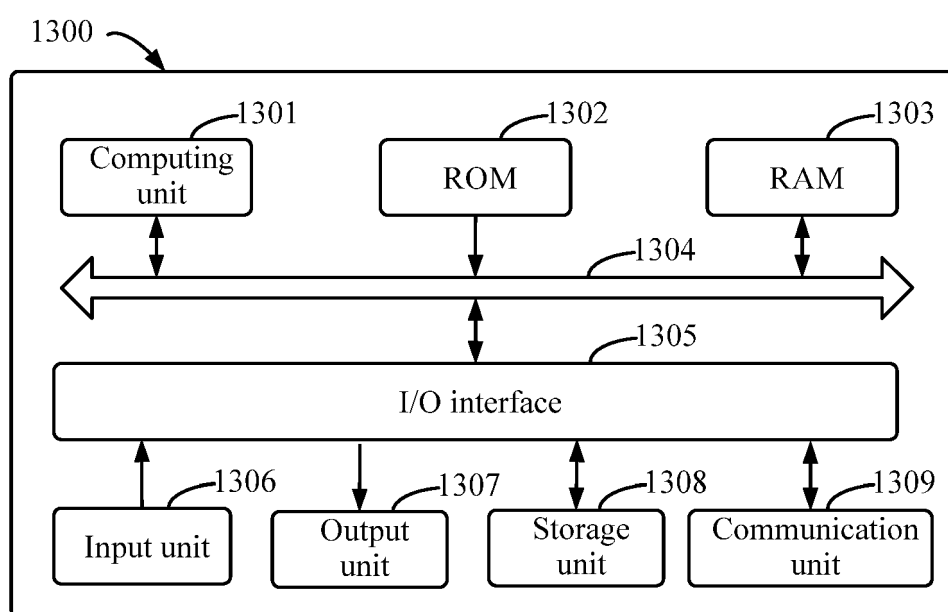 1300
1301
1302
1303
Computing
unit
ROM
RAM
1304
1305
I/O interface
1306
1307
1308
1309
Input unit
Output
unit
Storage
unit
Communication
unit